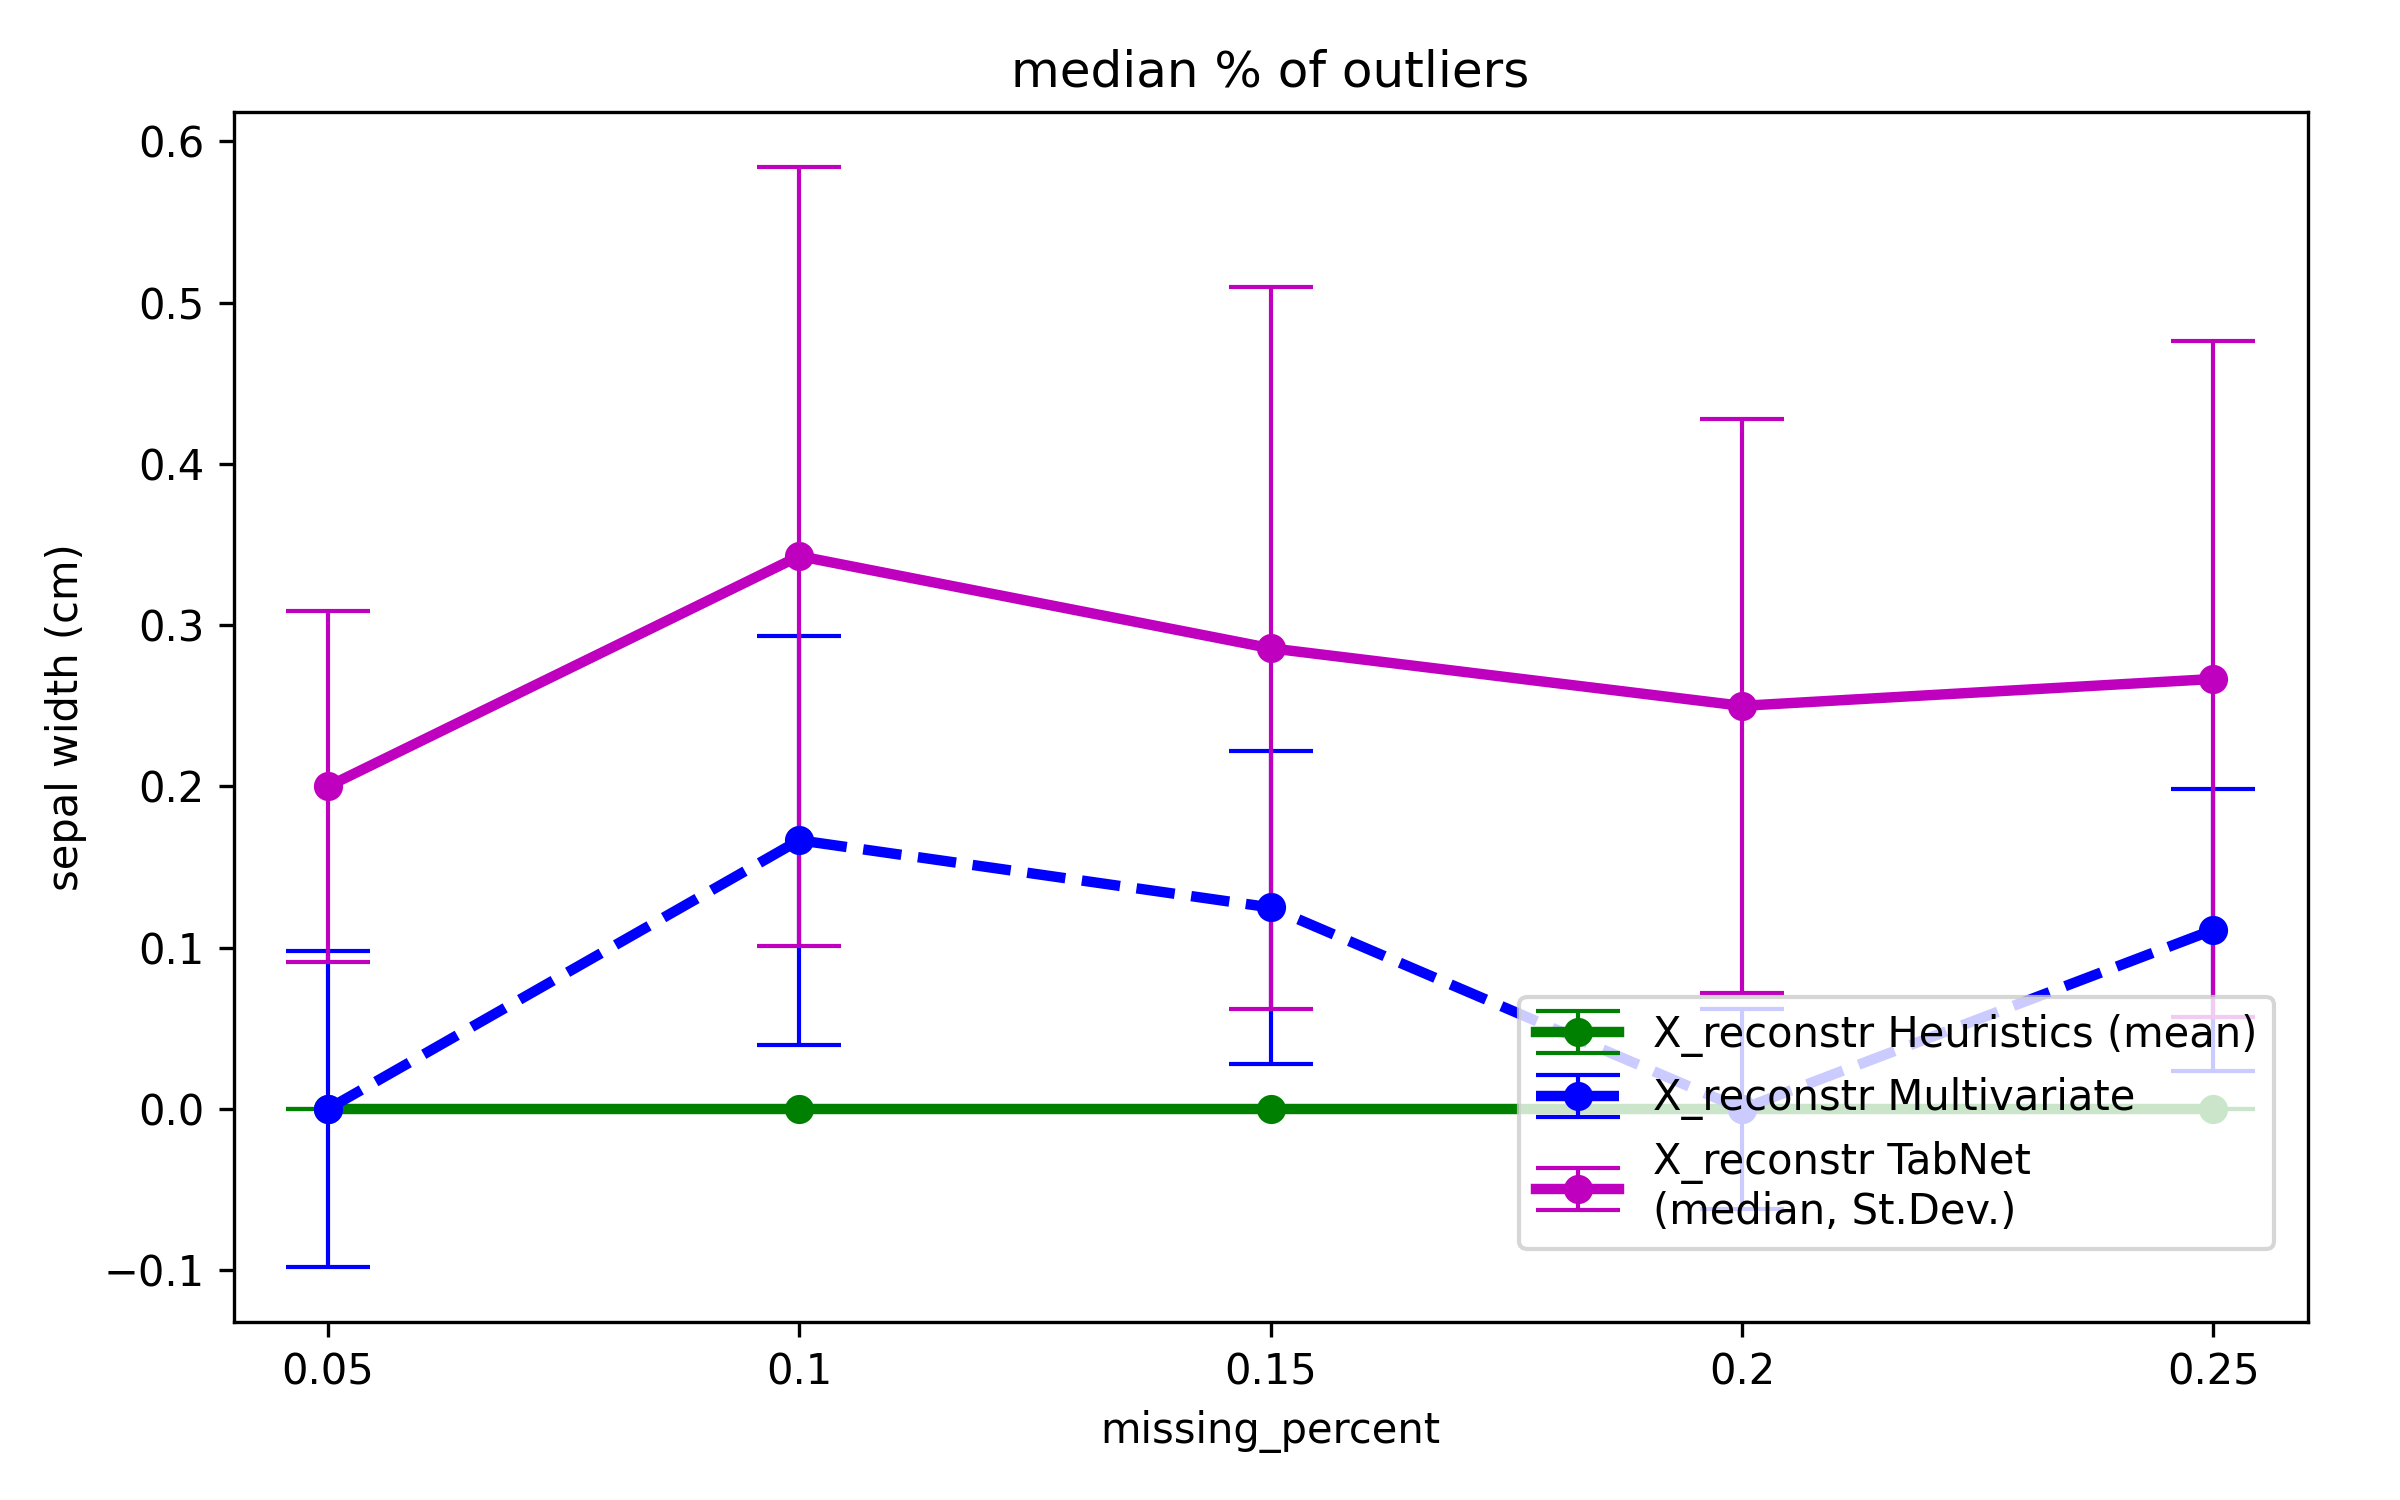 median % of outliers
0.6
0.5
0.4
0.3
0.2
0.1
0.0
−0.1
sepal width (cm)
X_reconstr Heuristics (mean)
X_reconstr Multivariate
X_reconstr TabNet
(median, St.Dev.)
0.05
0.1
0.15
0.2
0.25
missing_percent